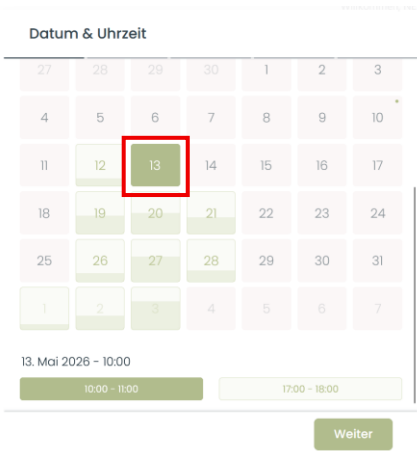 Datum & Uhrzeit
27 28 29 30 1 2 3
4 5 6 7 8 9 10
11 12 13 14 15 16 17
18 19 20 21 22 23 24
25 26 27 28 29 30 31
1 2 3 4 5 6 7
13. Mai 2026 - 10:00
10:00 - 11:00 17:00 - 18:00
Weiter